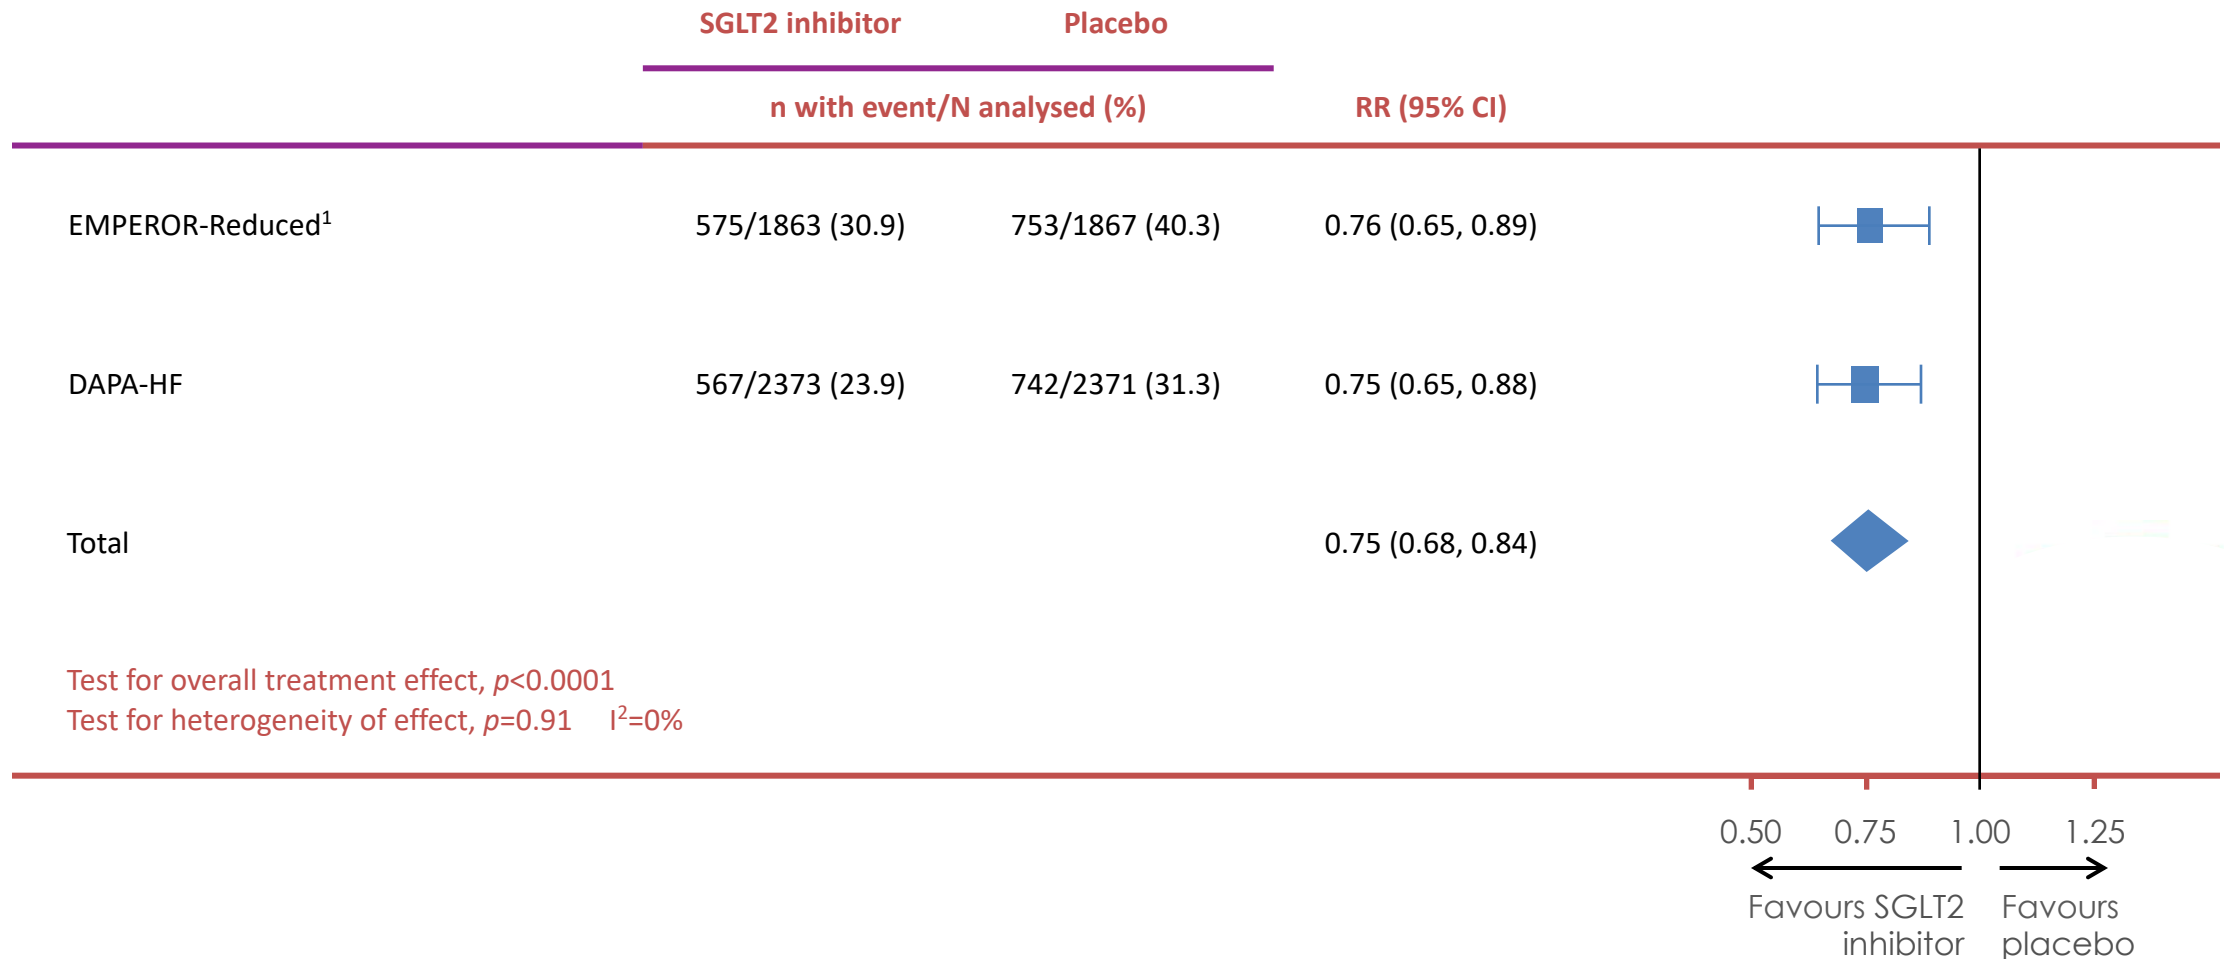 SGLT2 inhibitor Placebo
n with event/N analysed (%) RR (95% CI)
EMPEROR-Reduced¹ 575/1863 (30.9) 753/1867 (40.3) 0.76 (0.65, 0.89)
DAPA-HF 567/2373 (23.9) 742/2371 (31.3) 0.75 (0.65, 0.88)
Total 0.75 (0.68, 0.84)
Test for overall treatment effect, p<0.0001
Test for heterogeneity of effect, p=0.91 I²=0%
0.50 0.75 1.00 1.25
Favours SGLT2 Favours
inhibitor placebo